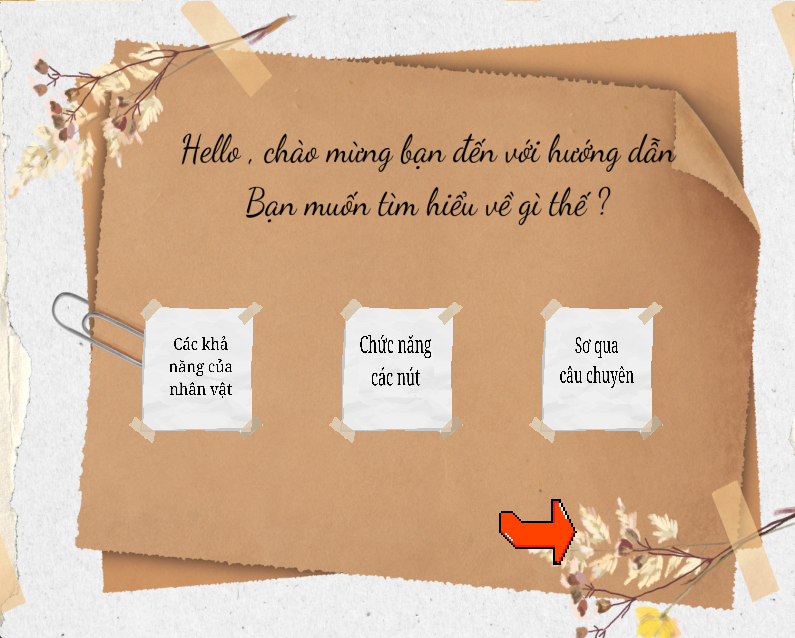 Hello , chào mừng bạn đến với hướng dẫn
Bạn muốn tìm hiểu về gì thế ?
Các khả
năng của
nhân vật
Chức năng
các nút
Sơ qua
câu chuyên